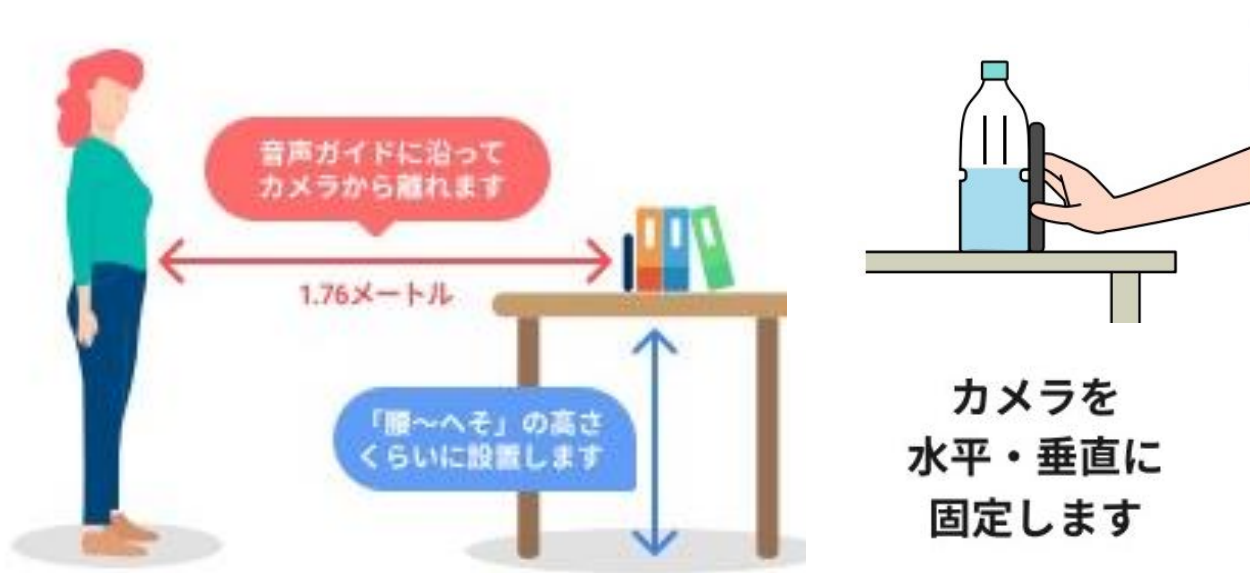 音声ガイドに沿って
カメラから離れます
1.76メートル
「腰〜へそ」の高さ
くらいに設置します
カメラを
水平・垂直に
固定します